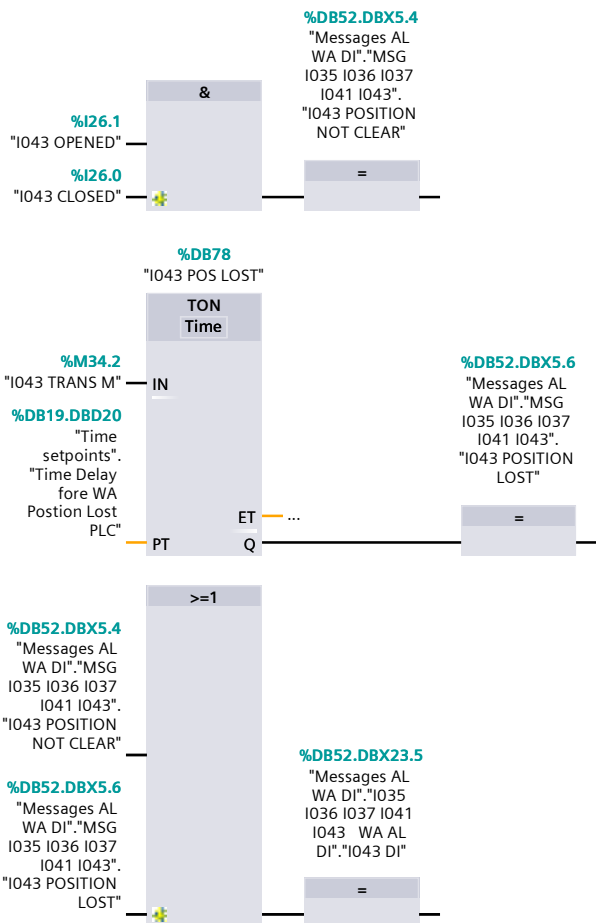 %DB52.DBX5.4
"Messages AL
WA DI"."MSG
I035 I036 I037
I041 I043".
"I043 POSITION
NOT CLEAR"
&
%I26.1
"I043 OPENED"
%I26.0
"I043 CLOSED"
=
%DB78
"I043 POS LOST"
TON
Time
%M34.2
"I043 TRANS M"
IN
%DB19.DBD20
"Time
setpoints".
"Time Delay
fore WA
Postion Lost
PLC"
PT
ET
...
Q
%DB52.DBX5.6
"Messages AL
WA DI"."MSG
I035 I036 I037
I041 I043".
"I043 POSITION
LOST"
=
>=1
%DB52.DBX5.4
"Messages AL
WA DI"."MSG
I035 I036 I037
I041 I043".
"I043 POSITION
NOT CLEAR"
%DB52.DBX5.6
"Messages AL
WA DI"."MSG
I035 I036 I037
I041 I043".
"I043 POSITION
LOST"
%DB52.DBX23.5
"Messages AL
WA DI"."I035
I036 I037 I041
I043 WA AL
DI"."I043 DI"
=